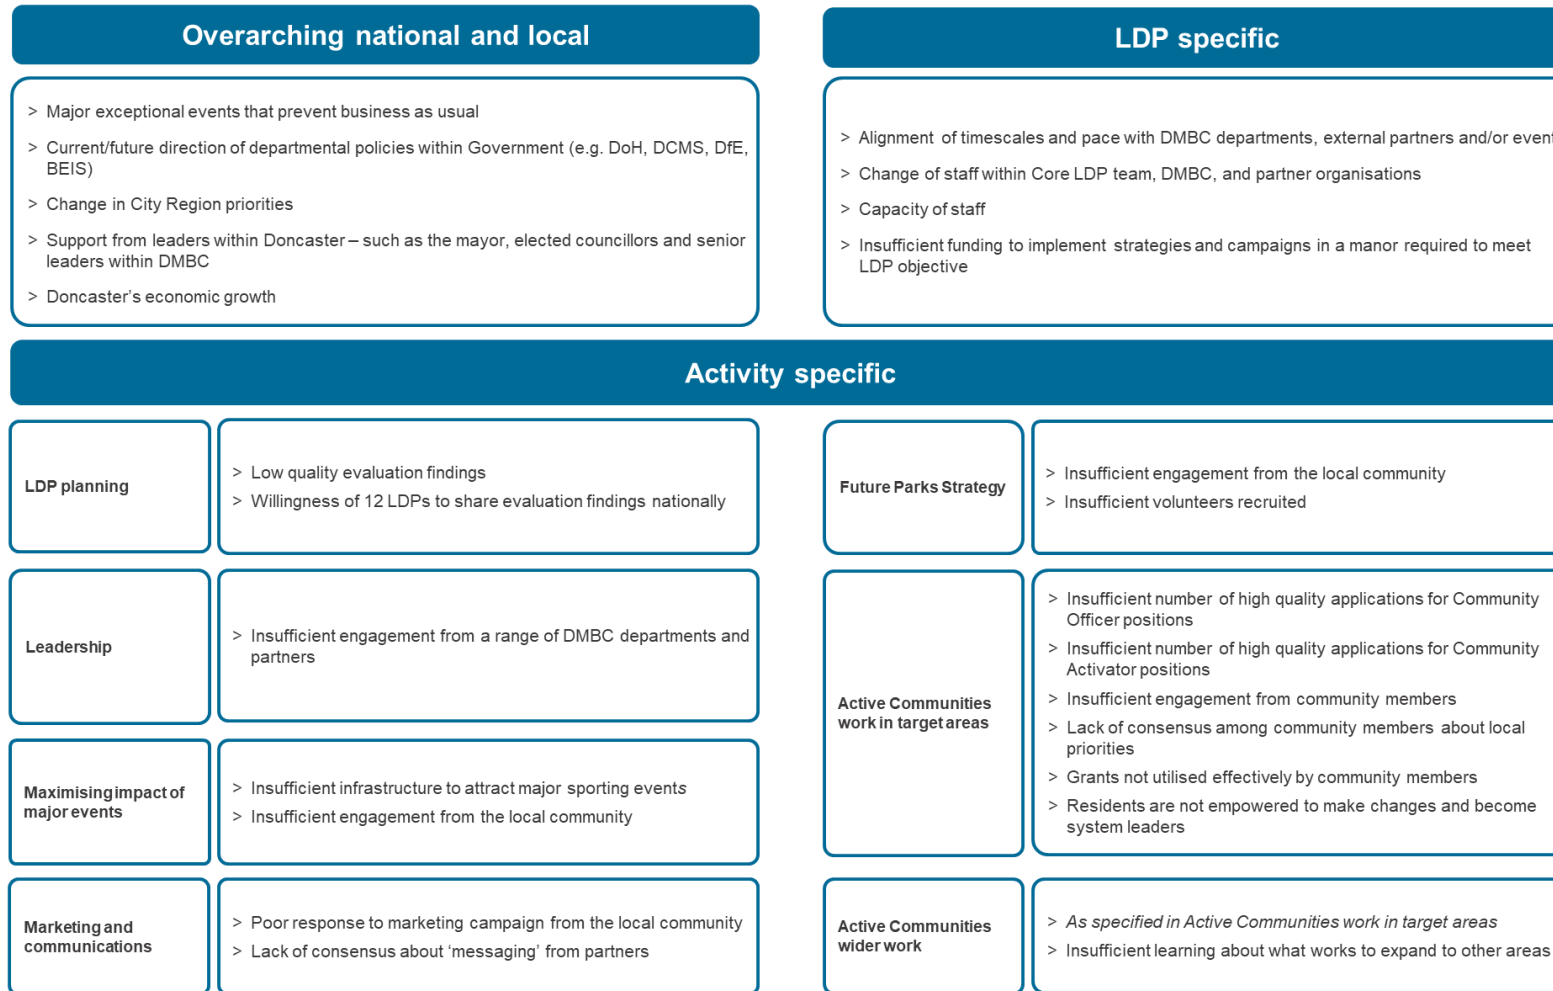 Overarching national and local
> Major exceptional events that prevent business as usual
> Current/future direction of departmental policies within Government (e.g. DoH, DCMS, DfE,
BEIS)
> Change in City Region priorities
> Support from leaders within Doncaster – such as the mayor, elected councillors and senior
leaders within DMBC
> Doncaster's economic growth
LDP specific
> Alignment of timescales and pace with DMBC departments, external partners and/or event
> Change of staff within Core LDP team, DMBC, and partner organisations
> Capacity of staff
> Insufficient funding to implement strategies and campaigns in a manor required to meet
LDP objective
Activity specific
LDP planning
> Low quality evaluation findings
> Willingness of 12 LDPs to share evaluation findings nationally
Leadership
> Insufficient engagement from a range of DMBC departments and
partners
Maximising impact of
major events
> Insufficient infrastructure to attract major sporting events
> Insufficient engagement from the local community
Marketing and
communications
> Poor response to marketing campaign from the local community
> Lack of consensus about ‘messaging’ from partners
Future Parks Strategy
> Insufficient engagement from the local community
> Insufficient volunteers recruited
Active Communities
work in target areas
> Insufficient number of high quality applications for Community
Officer positions
> Insufficient number of high quality applications for Community
Activator positions
> Insufficient engagement from community members
> Lack of consensus among community members about local
priorities
> Grants not utilised effectively by community members
> Residents are not empowered to make changes and become
system leaders
Active Communities
wider work
> As specified in Active Communities work in target areas
> Insufficient learning about what works to expand to other areas